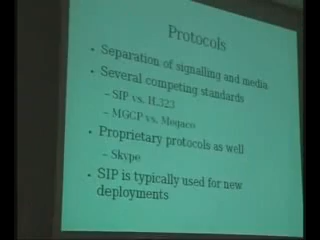 Protocols
• Separation of signalling and media
• Several competing standards
– SIP vs. H.323
– MGCP vs. Megaco
• Proprietary protocols as well
– Skype
• SIP is typically used for new
deployments